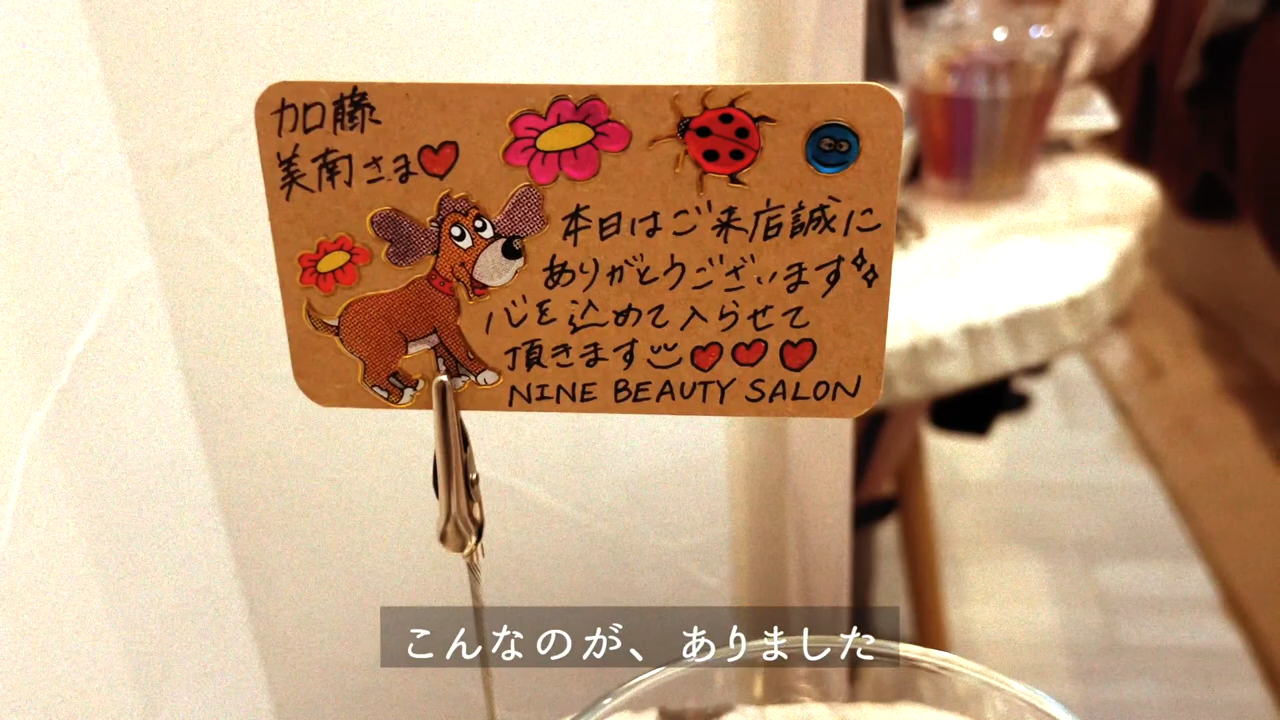 加藤
美南さま♥
本日はご来店誠に
ありがとうございます✨
心を込めて入らせて
頂きます☺♥♥♥
NINE BEAUTY SALON
こんなのが、ありました